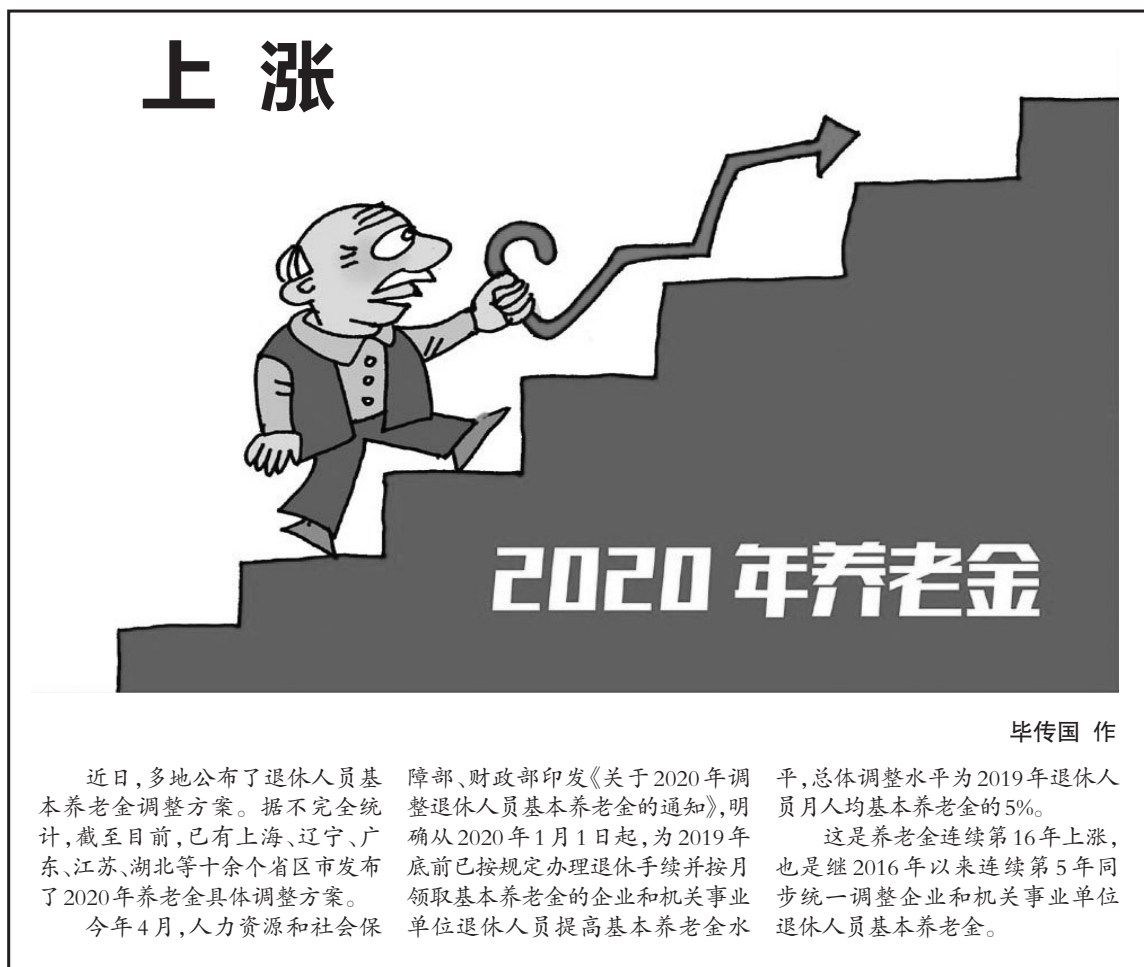 上 涨
2020 年养老金
毕传国 作
近日,多地公布了退休人员基
本养老金调整方案。据不完全统
计,截至目前,已有上海、辽宁、广
东、江苏、湖北等十余个省区市发布
了2020年养老金具体调整方案。
今年4月,人力资源和社会保
障部、财政部印发《关于2020年调
整退休人员基本养老金的通知》,明
确从2020年1月1日起,为2019年
底前已按规定办理退休手续并按月
领取基本养老金的企业和机关事业
单位退休人员提高基本养老金水
平,总体调整水平为2019年退休人
员月人均基本养老金的5%。
这是养老金连续第16年上涨,
也是继2016年以来连续第5年同
步统一调整企业和机关事业单位
退休人员基本养老金。